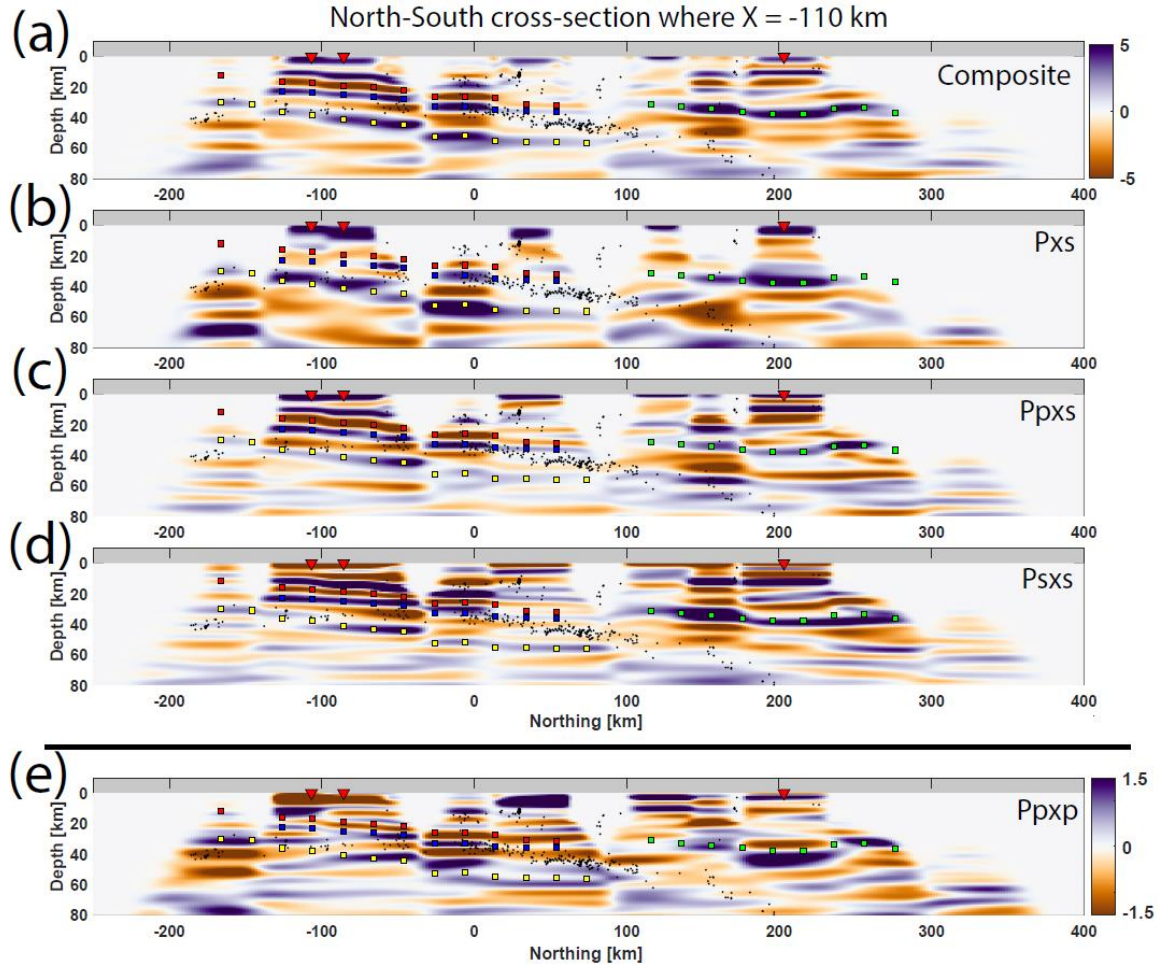 North-South cross-section where X = -110 km
(a)
Composite
Depth [km]
0
20
40
60
80
-200 -100 0 100 200 300 400
5
0
-5
(b)
Pxs
Depth [km]
0
20
40
60
80
-200 -100 0 100 200 300 400
(c)
Ppxs
Depth [km]
0
20
40
60
80
-200 -100 0 100 200 300 400
(d)
Psxs
Depth [km]
0
20
40
60
80
-200 -100 0 100 200 300 400
Northing [km]
(e)
Ppxp
Depth [km]
0
20
40
60
80
-200 -100 0 100 200 300 400
Northing [km]
1.5
0
-1.5